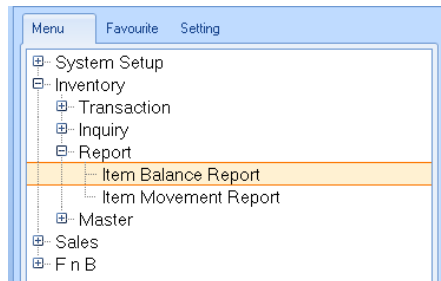 Menu Favourite Setting
System Setup
Inventory
Transaction
Inquiry
Report
Item Balance Report
Item Movement Report
Master
Sales
F n B